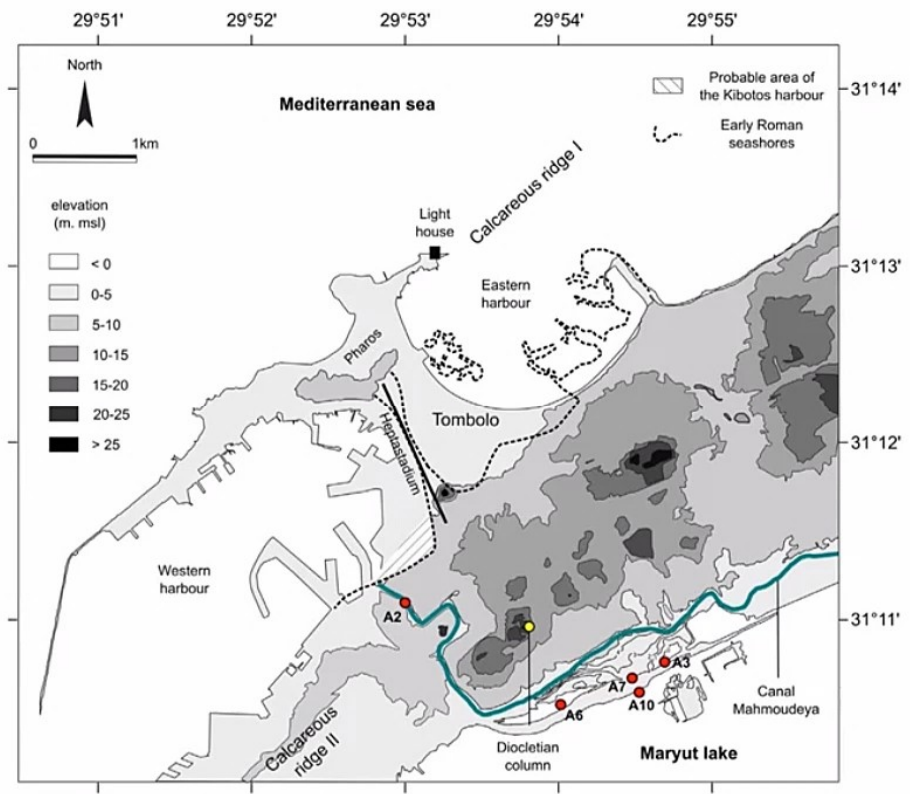 29°51' 29°52' 29°53' 29°54' 29°55'
North
0 1km
Mediterranean sea
Probable area of
the Kibotos harbour
Early Roman
seashores
31°14'
elevation
(m. msl)
< 0
0-5
5-10
10-15
15-20
20-25
> 25
Light
house
Calcareous ridge I
Eastern
harbour
31°13'
Pharos
Heptastadium
Tombolo
31°12'
Western
harbour
A2
31°11'
A3
A7
A10
A6
Canal
Mahmoudeya
Calcareous
ridge II
Diocletian
column
Maryut lake